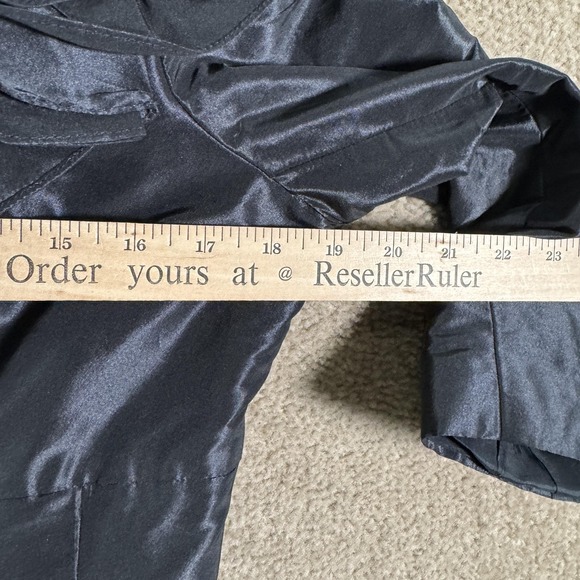 15 16 17 18 19 20 21 22 23
Order yours at @ ResellerRuler